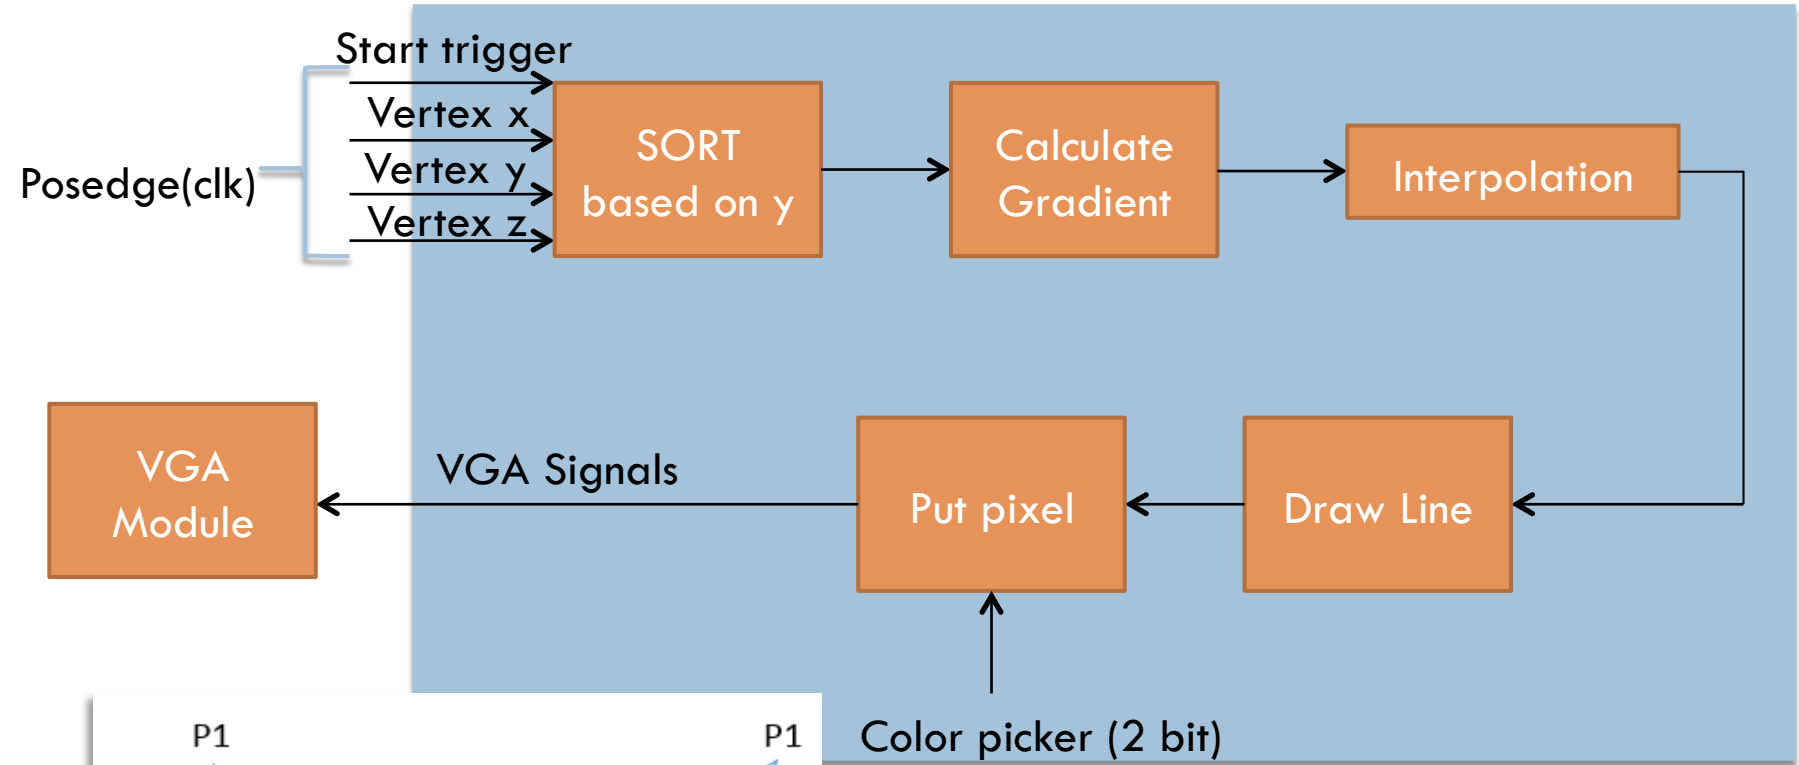 Start trigger
Vertex x
Vertex y
Vertex z
Posedge(clk)
SORT
based on y
Calculate
Gradient
Interpolation
VGA
Module
VGA Signals
Put pixel
Draw Line
Color picker (2 bit)
P1
P1